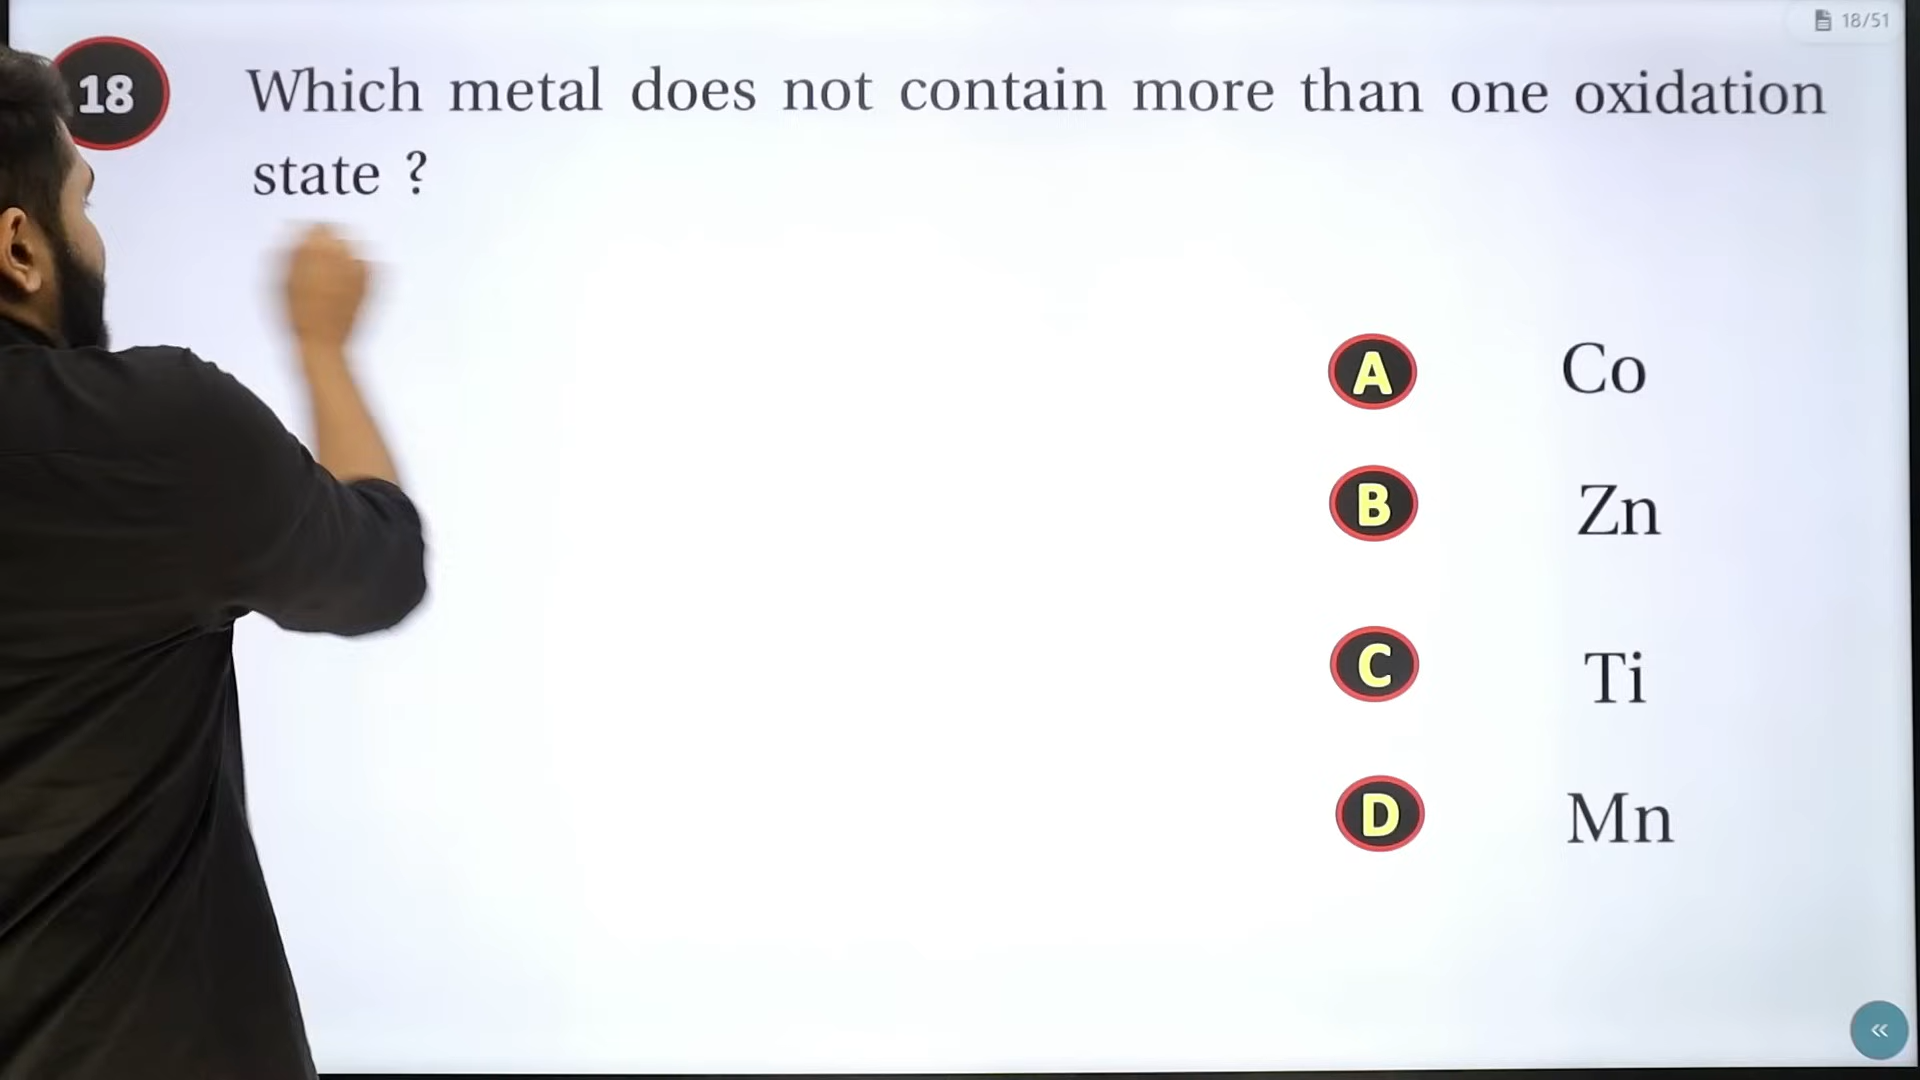 18/51
18
Which metal does not contain more than one oxidation
state ?
A Co
B Zn
C Ti
D Mn
«